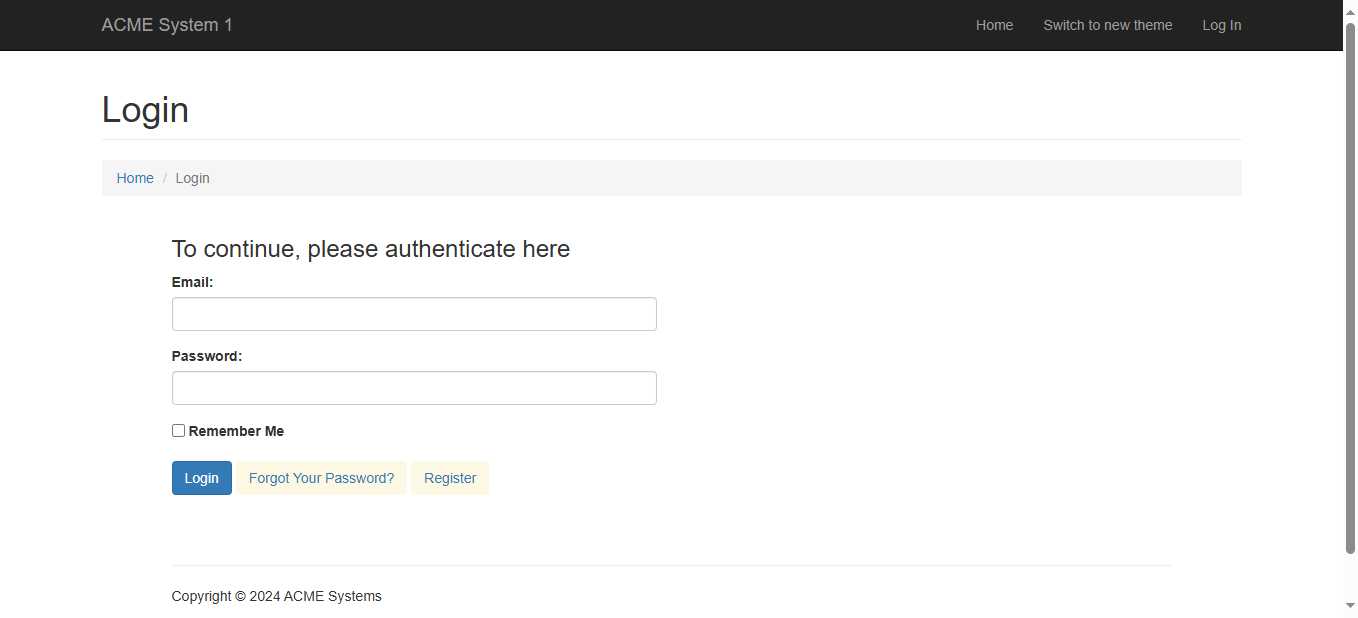 ACME System 1 Home Switch to new theme Log In
Login
Home / Login
To continue, please authenticate here
Email:
Password:
Remember Me
Login Forgot Your Password? Register
Copyright © 2024 ACME Systems